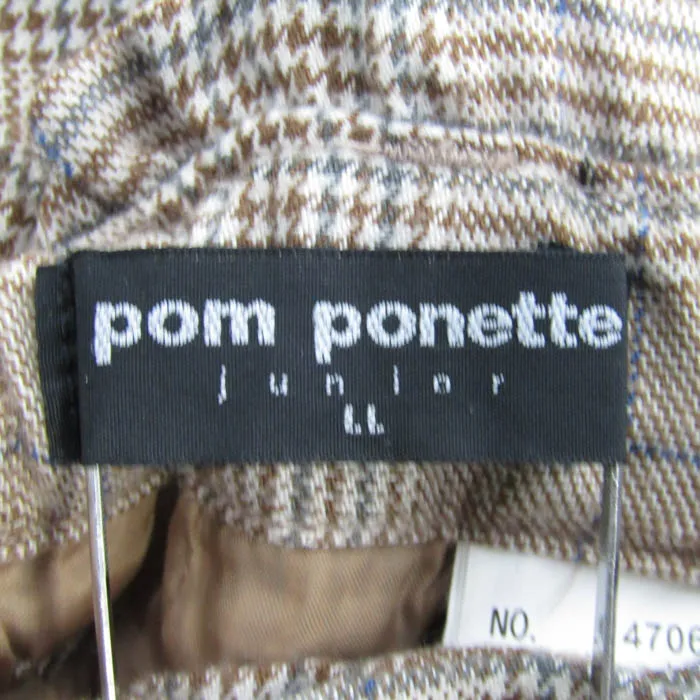 pom ponette
junior
LL
NO. 4706